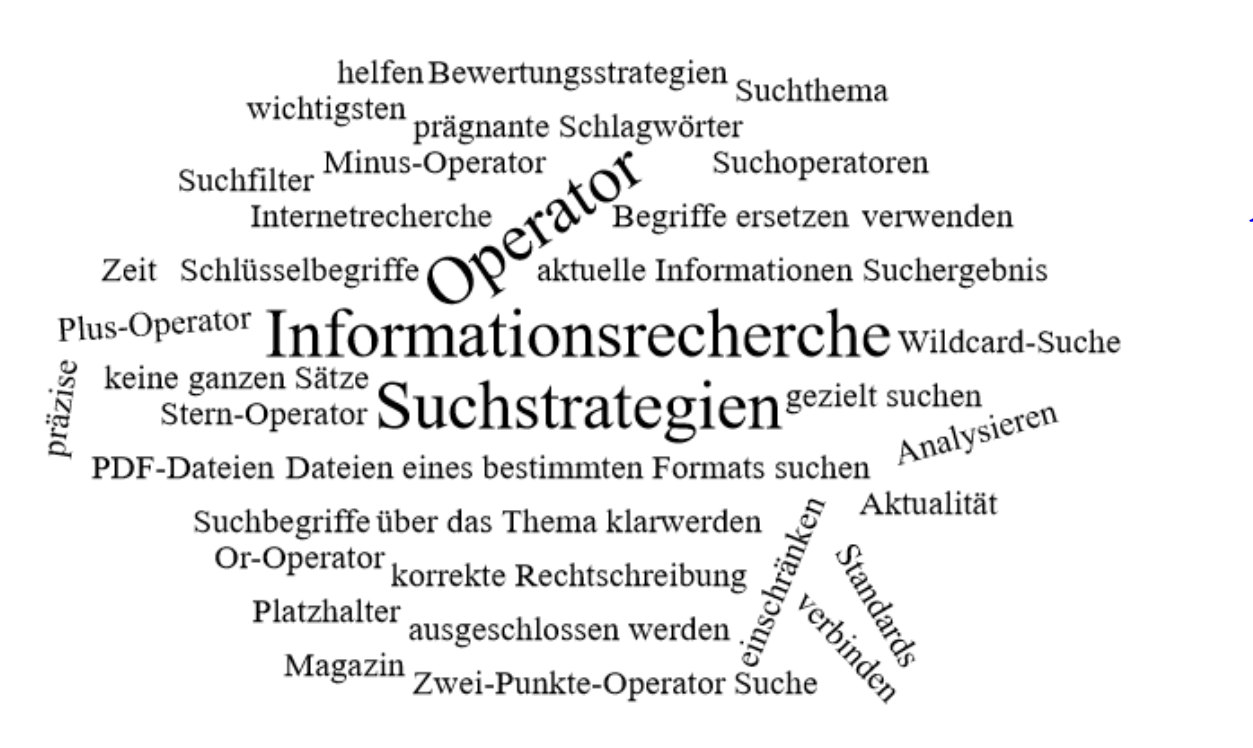 helfen Bewertungsstrategien
Suchthema
wichtigsten
prägnante Schlagwörter
Minus-Operator
Suchoperatoren
Suchfilter
Operator
Internetrecherche
Begriffe ersetzen verwenden
Zeit Schlüsselbegriffe
aktuelle Informationen Suchergebnis
Plus-Operator
Informationsrecherche
Wildcard-Suche
präzise
keine ganzen Sätze
Suchstrategien
gezielt suchen
Stern-Operator
Analysieren
PDF-Dateien Dateien eines bestimmten Formats suchen
Aktualität
Suchbegriffe über das Thema klarwerden
einschränken
Or-Operator
korrekte Rechtschreibung
Standards
Platzhalter
ausgeschlossen werden
verbinden
Magazin
Zwei-Punkte-Operator Suche